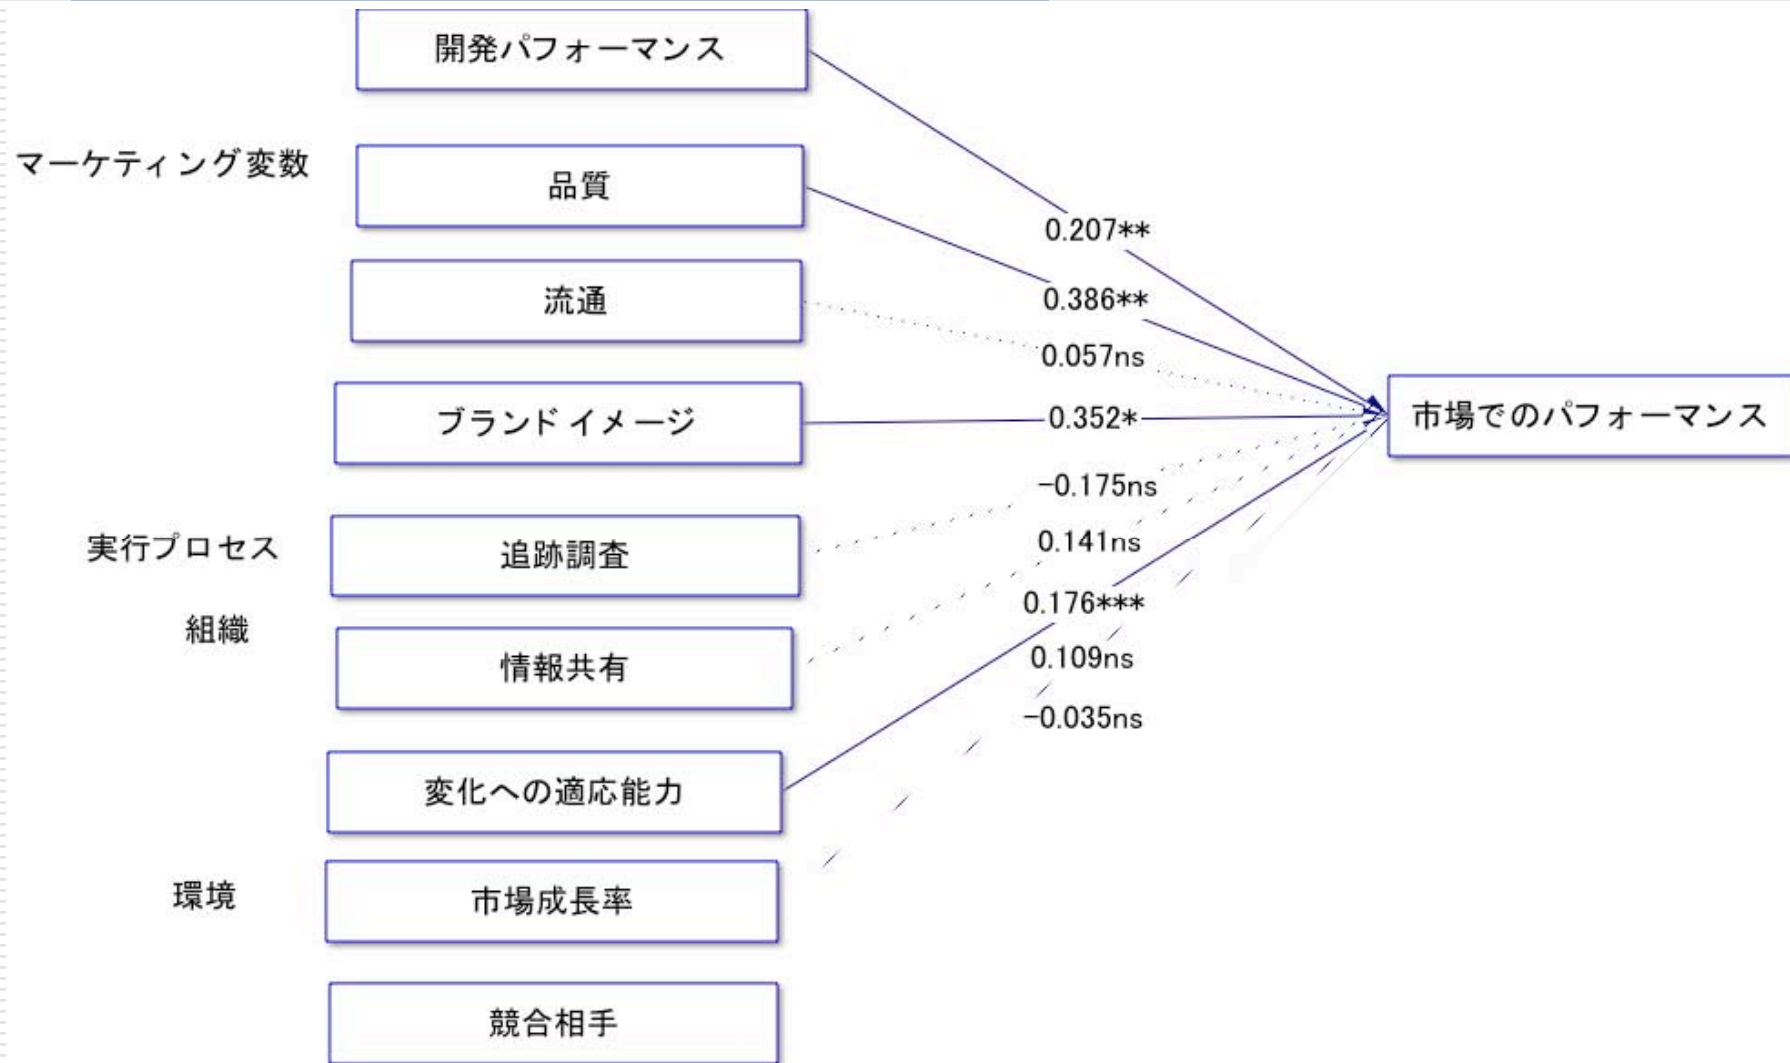 開発パフォーマンス
マーケティング変数
品質
0.207**
流通
0.386**
0.057ns
ブランドイメージ
0.352*
市場でのパフォーマンス
-0.175ns
実行プロセス
追跡調査
0.141ns
組織
0.176***
情報共有
0.109ns
-0.035ns
変化への適応能力
環境
市場成長率
競合相手